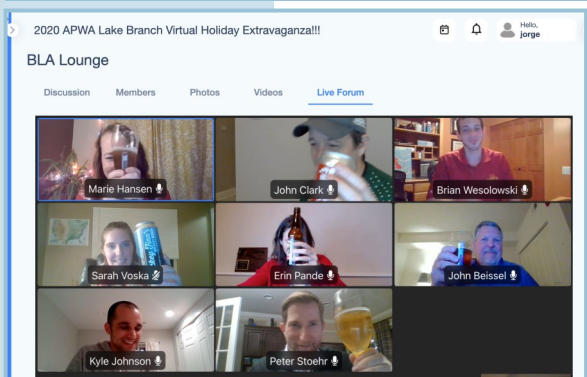 2020 APWA Lake Branch Virtual Holiday Extravaganza!!!
Hello,
jorge
BLA Lounge
Discussion Members Photos Videos Live Forum
Marie Hansen John Clark Brian Wesolowski
Sarah Voska Erin Pande John Beissel
Kyle Johnson Peter Stoehr